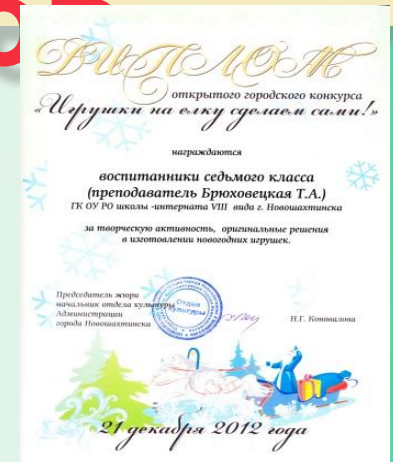 ДИПЛОМ
открытого городского конкурса
«Игрушки на елку сделаем сами!»
награждаются
воспитанники седьмого класса
(преподаватель Брюховецкая Т.А.)
ГК ОУ РО школы -интерната VIII вида г. Новошахтинска
за творческую активность, оригинальные решения
в изготовлении новогодних игрушек.
Председатель жюри
начальник отдела культуры
Администрации
города Новошахтинска
Отдел
культуры
Н.Г. Коновалова
21 декабря 2012 года